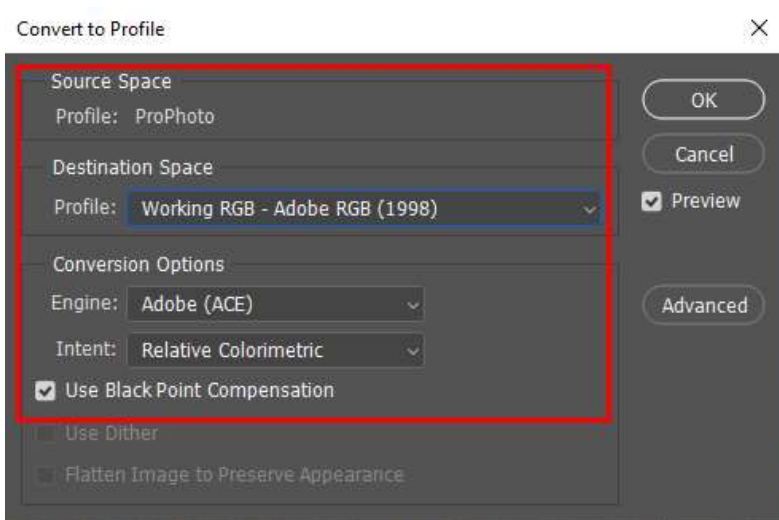 Convert to Profile
Source Space
Profile: ProPhoto
OK
Destination Space
Cancel
Profile: Working RGB - Adobe RGB (1998)
Preview
Conversion Options
Engine: Adobe (ACE)
Advanced
Intent: Relative Colorimetric
Use Black Point Compensation
Use Dither
Flatten Image to Preserve Appearance